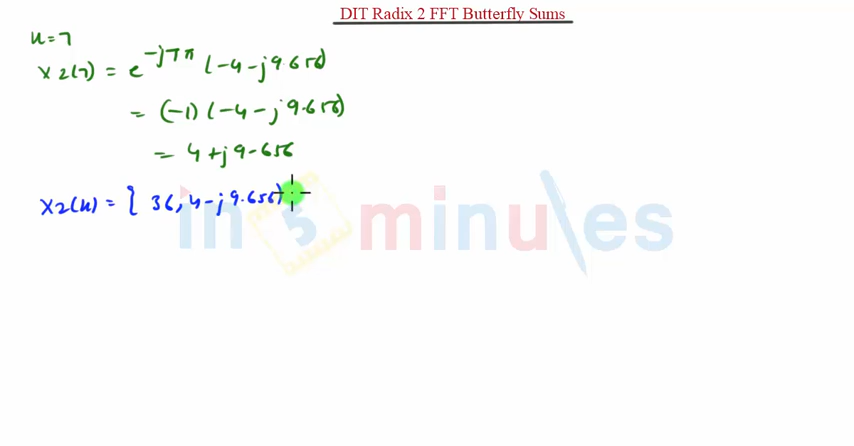 DIT Radix 2 FFT Butterfly Sums
k=7
X2(7) = e^-j7π (-4-j9.656)
= (-1) (-4-j9.656)
= 4+j9.656
X2(k) = { 36, 4-j9.656)
in 5 minutes